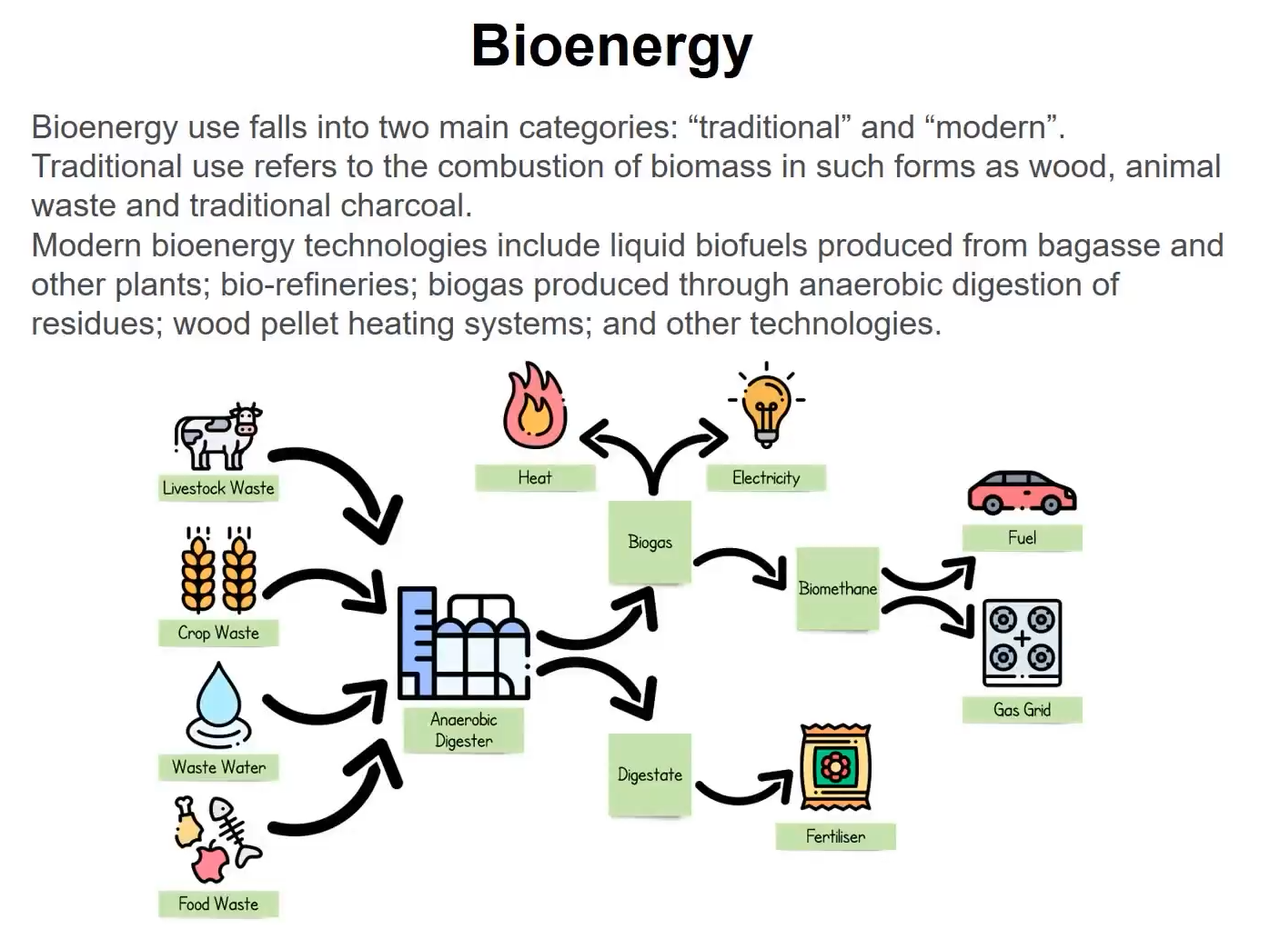 Bioenergy
Bioenergy use falls into two main categories: “traditional” and “modern”.
Traditional use refers to the combustion of biomass in such forms as wood, animal
waste and traditional charcoal.
Modern bioenergy technologies include liquid biofuels produced from bagasse and
other plants; bio-refineries; biogas produced through anaerobic digestion of
residues; wood pellet heating systems; and other technologies.
Livestock Waste
Crop Waste
Waste Water
Food Waste
Anaerobic
Digester
Heat
Electricity
Biogas
Biomethane
Fuel
Gas Grid
Digestate
Fertiliser